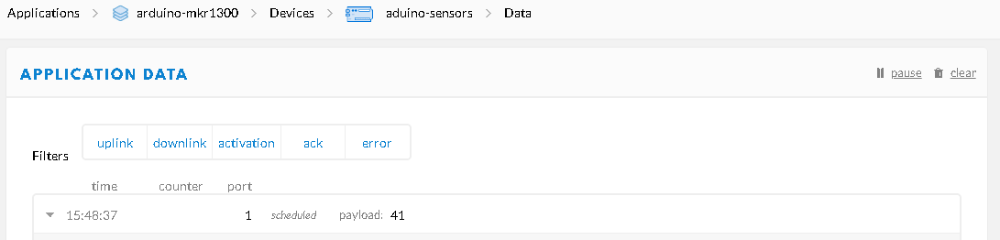 Applications > arduino-mkr1300 > Devices > aduino-sensors > Data
APPLICATION DATA pause clear
Filters uplink downlink activation ack error
time counter port
15:48:37 1 scheduled payload: 41